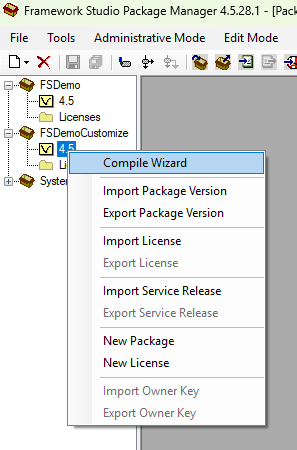 Framework Studio Package Manager 4.5.28.1 - [Pack
File Tools Administrative Mode Edit Mode
FSDemo
4.5
Licenses
FSDemoCustomize
4.5
Li
Syste
Compile Wizard
Import Package Version
Export Package Version
Import License
Export License
Import Service Release
Export Service Release
New Package
New License
Import Owner Key
Export Owner Key